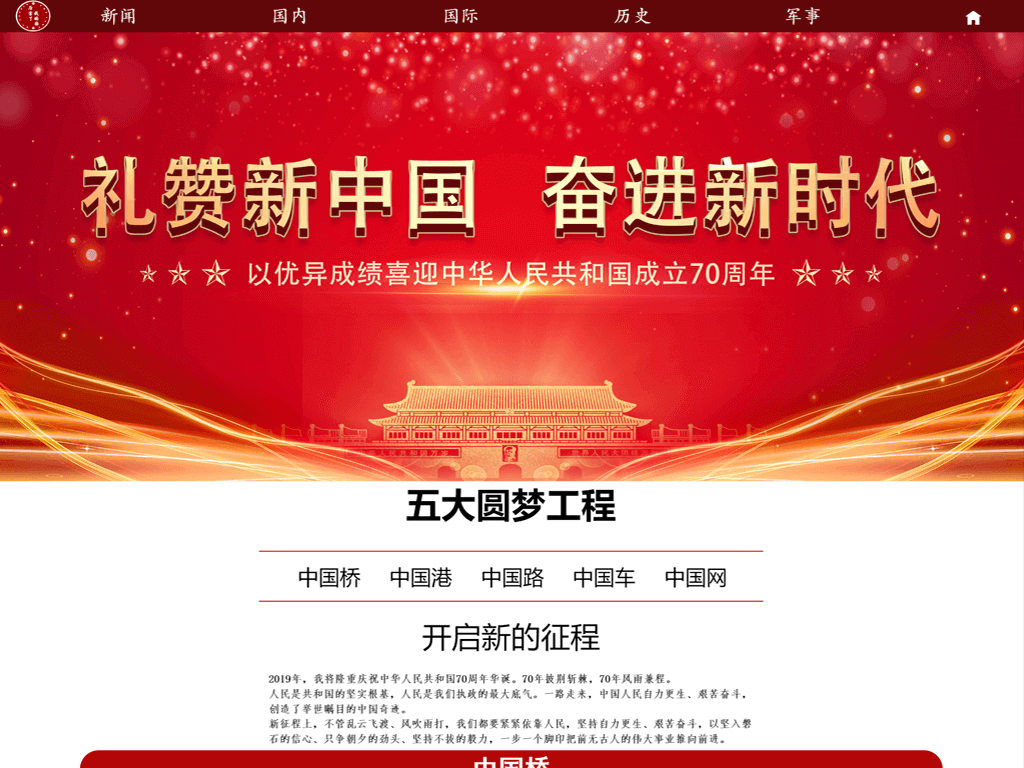 新闻 国内 国际 历史 军事
礼赞新中国 奋进新时代
以优异成绩喜迎中华人民共和国成立70周年
五大圆梦工程
中国桥 中国港 中国路 中国车 中国网
开启新的征程
2019年，我将隆重庆祝中华人民共和国70周年华诞。70年披荆斩棘，70年风雨兼程。
人民是共和国的坚实根基，人民是我们执政的最大底气。一路走来，中国人民自力更生、艰苦奋斗，
创造了举世瞩目的中国奇迹。
新征程上，不管乱云飞渡、风吹雨打，我们都要紧紧依靠人民，坚持自力更生、艰苦奋斗，以坚入磐
石的信心、只争朝夕的劲头、坚持不拔的毅力，一步一个脚印把前无古人的伟大事业推向前进。
中国桥